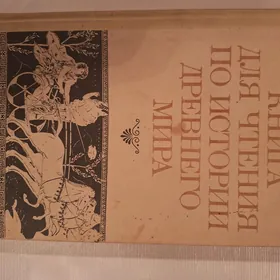 КНИГА
ДЛЯ ЧТЕНИЯ
ПО ИСТОРИИ
ДРЕВНЕГО
МИРА